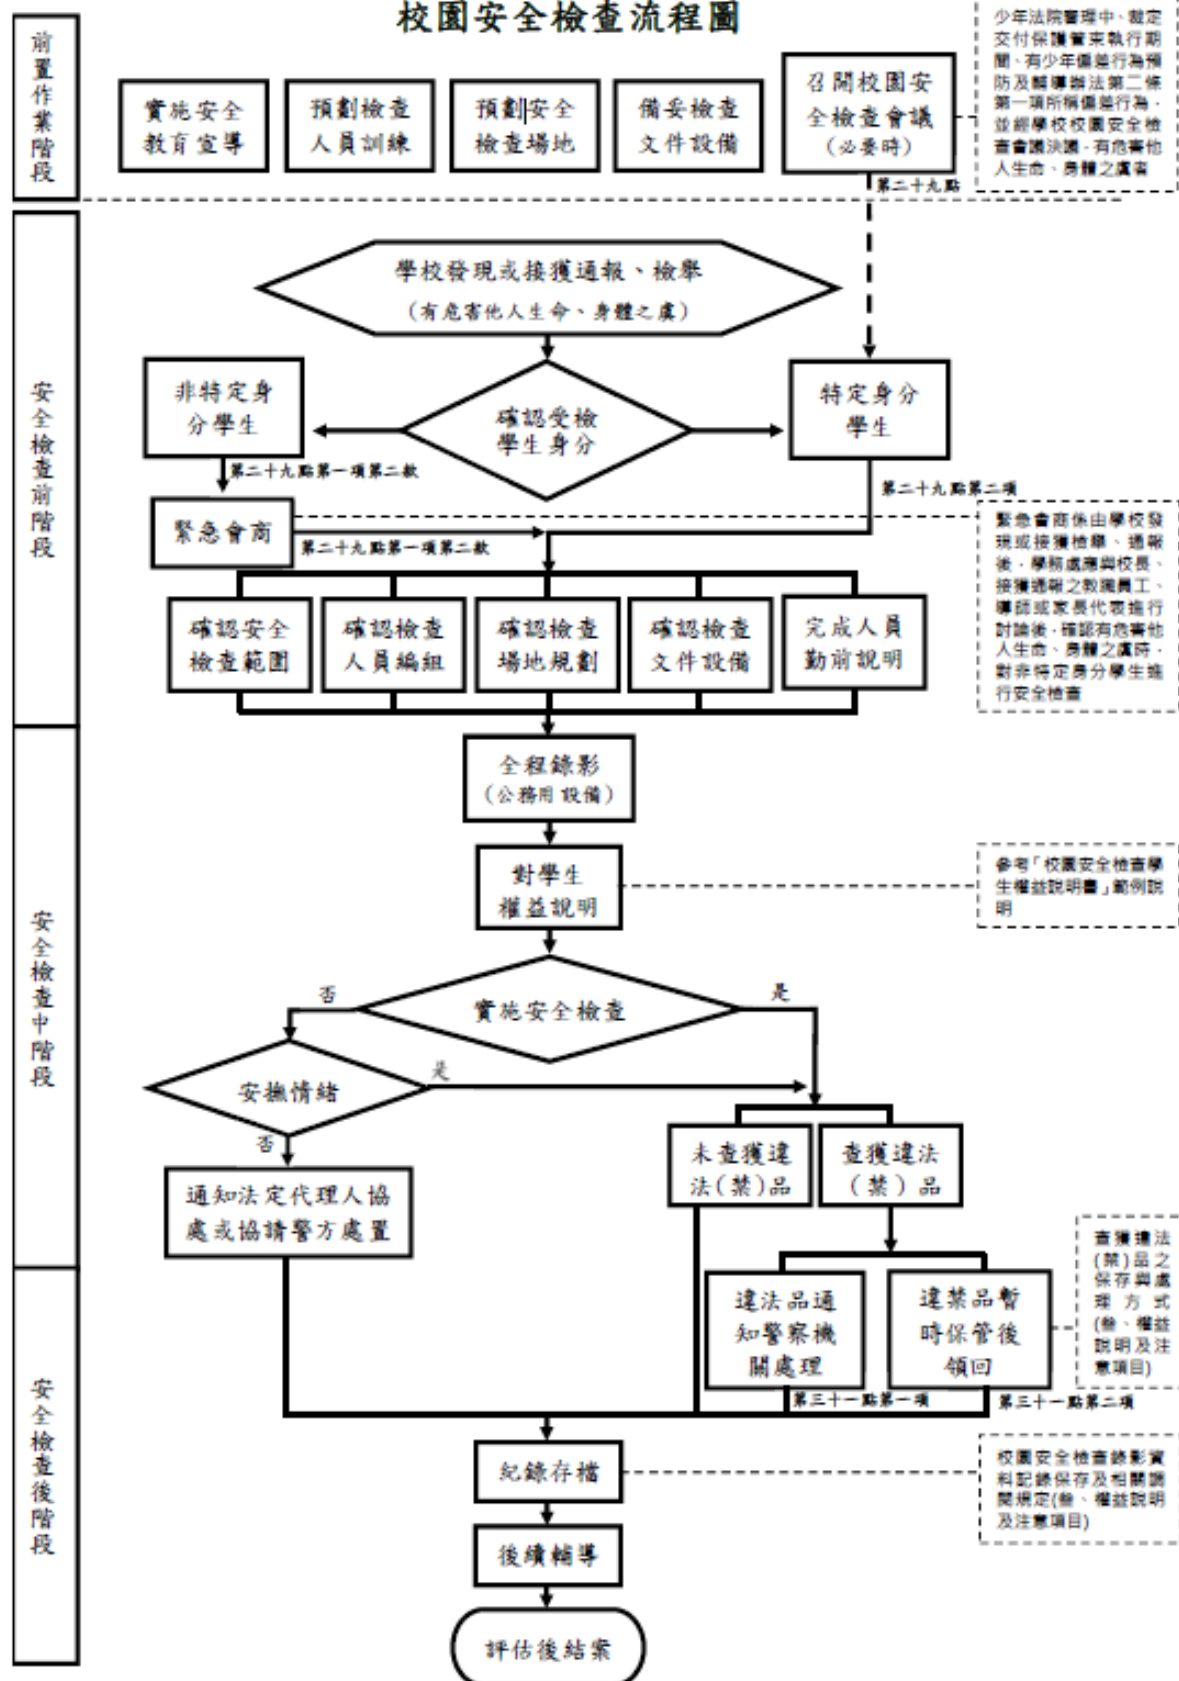 校園安全檢查流程圖
前置作業階段
實施安全
教育宣導
預劃檢查
人員訓練
預劃安全
檢查場地
備妥檢查
文件設備
召開校園安
全檢查會議
(必要時)
少年法院審理中、裁定
交付保護管束執行期
間、有少年偏差行為預
防及輔導辦法第二條
第一項所稱偏差行為，
並經學校校園安全檢
查會議決議，有危害他
人生命、身體之虞者
第二十九點
安全檢查前階段
學校發現或接獲通報、檢舉
(有危害他人生命、身體之虞)
非特定身
分學生
確認受檢
學生身分
特定身分
學生
第二十九點第一項第二款
第二十九點第二項
緊急會商
第二十九點第一項第二款
緊急會商係由學校發
現或接獲檢舉、通報
後，學務處應與校長、
接獲通報之教職員工、
導師或家長代表進行
討論後，確認有危害他
人生命、身體之虞時，
對非特定身分學生進
行安全檢查
確認安全
檢查範圍
確認檢查
人員編組
確認檢查
場地規劃
確認檢查
文件設備
完成人員
勤前說明
安全檢查中階段
全程錄影
(公務用設備)
對學生
權益說明
參考「校園安全檢查學
生權益說明書」範例說
明
實施安全檢查
否
是
安撫情緒
是
否
通知法定代理人協
處或協請警方處置
未查獲違
法(禁)品
查獲違法
(禁)品
查獲違法
(禁)品之
保存與處
理方式
(叁、權益
說明及注
意項目)
違法品通
知警察機
關處理
違禁品暫
時保管後
領回
第三十一點第一項
第三十一點第二項
安全檢查後階段
紀錄存檔
校園安全檢查錄影資
料記錄保存及相關調
閱規定(叁、權益說明
及注意項目)
後續輔導
評估後結案